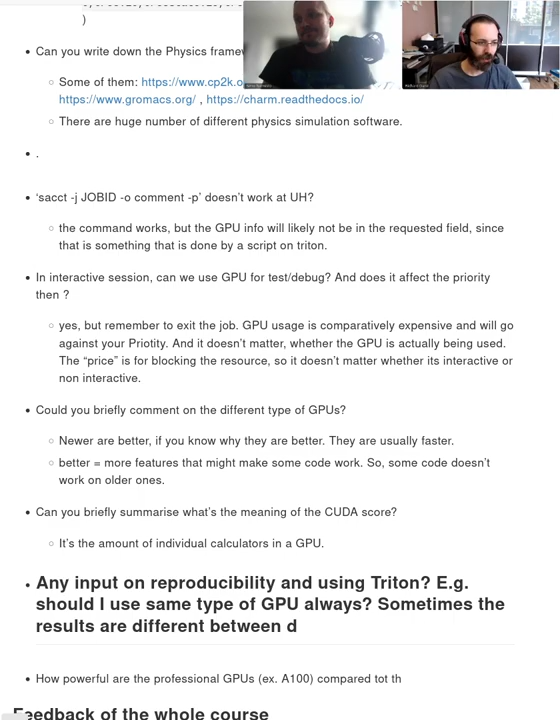 )
Can you write down the Physics
Some of them: https://www.cp2k.o
https://www.gromacs.org/ , https://charm.readthedocs.io/
There are huge number of different physics simulation software.
.
‘sacct -j JOBID -o comment -p’ doesn’t work at UH?
the command works, but the GPU info will likely not be in the requested field, since
that is something that is done by a script on triton.
In interactive session, can we use GPU for test/debug? And does it affect the priority
then ?
yes, but remember to exit the job. GPU usage is comparatively expensive and will go
against your Priotity. And it doesn’t matter, whether the GPU is actually being used.
The “price” is for blocking the resource, so it doesn’t matter whether its interactive or
non interactive.
Could you briefly comment on the different type of GPUs?
Newer are better, if you know why they are better. They are usually faster.
better = more features that might make some code work. So, some code doesn’t
work on older ones.
Can you briefly summarise what’s the meaning of the CUDA score?
It’s the amount of individual calculators in a GPU.
Any input on reproducibility and using Triton? E.g.
should I use same type of GPU always? Sometimes the
results are different between d
How powerful are the professional GPUs (ex. A100) compared tot th
Feedback of the whole course